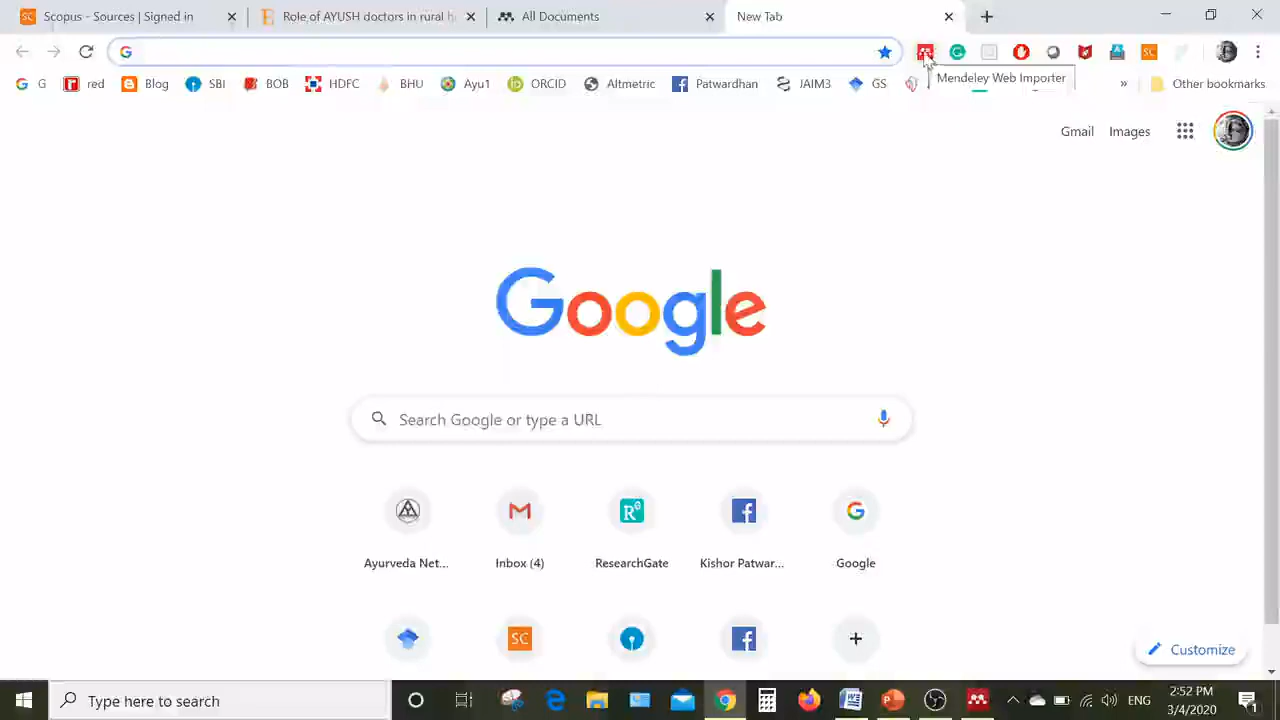 Scopus - Sources | Signed in
Role of AYUSH doctors in rural h
All Documents
New Tab
Mendeley Web Importer
G
red
Blog
SBI
BOI
HDFC
BHU
Ayu1
ORCID
Altmetric
Patwardhan
JAIM3
GS
»
Other bookmarks
Gmail
Images
Google
Search Google or type a URL
Ayurveda Net...
Inbox (4)
ResearchGate
Kishor Patwar...
Google
SC
Customize
Type here to search
ENG
2:52 PM
3/4/2020